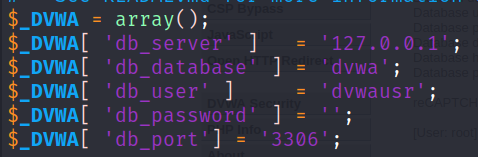 $_DVWA = array();
$_DVWA[ 'db_server' ] = '127.0.0.1';
$_DVWA[ 'db_database' ] = 'dvwa';
$_DVWA[ 'db_user' ] = 'dvwausr';
$_DVWA[ 'db_password' ] = '';
$_DVWA[ 'db_port'] = '3306';